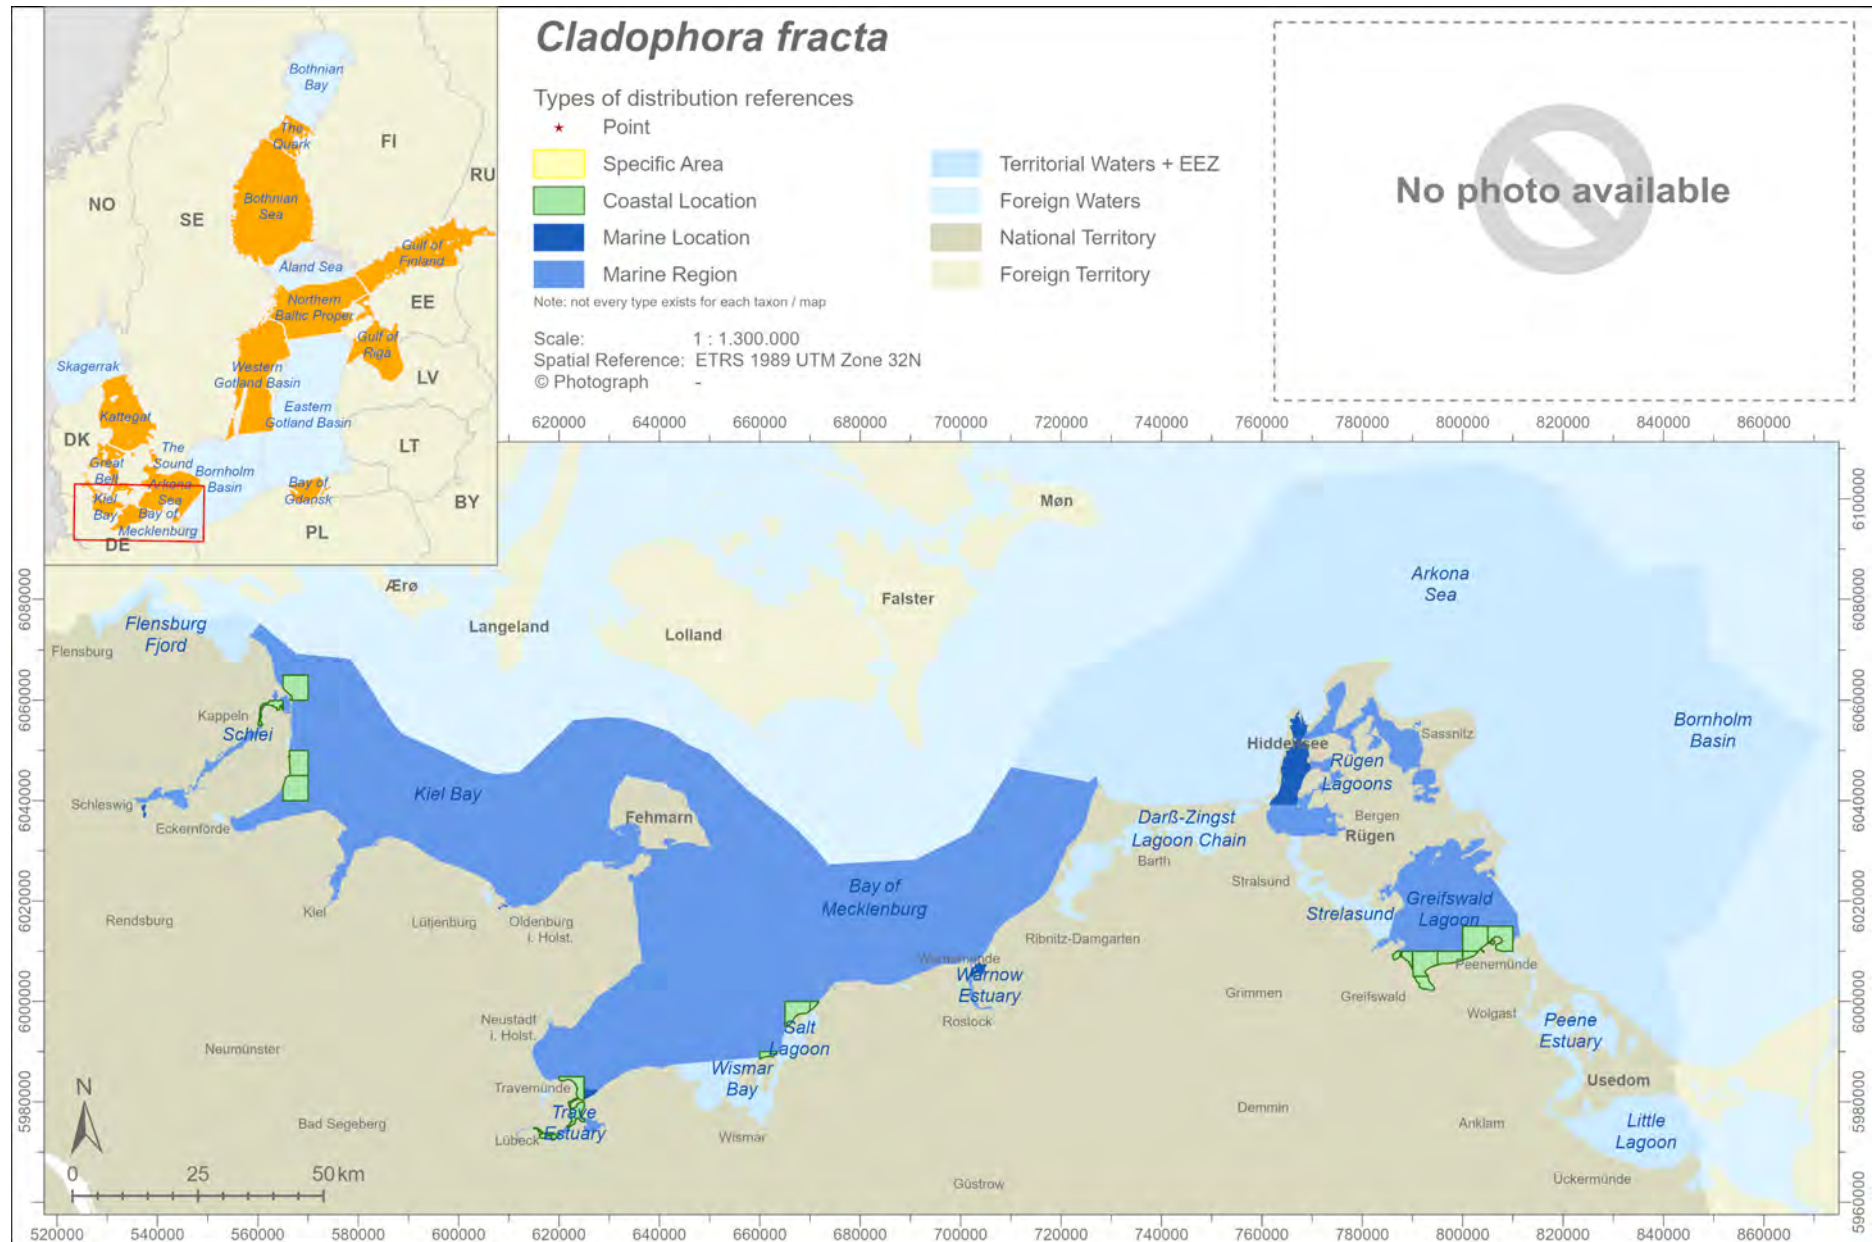 Cladophora fracta
Types of distribution references
Point
Specific Area
Coastal Location
Marine Location
Marine Region
Territorial Waters + EEZ
Foreign Waters
National Territory
Foreign Territory
Note: not every type exists for each taxon / map
Scale: 1 : 1.300.000
Spatial Reference: ETRS 1989 UTM Zone 32N
© Photograph -
No photo available
Bothnian
Bay
The
Quark
FI
RU
NO
SE
Bothnian
Sea
Gulf of
Finland
Åland Sea
Northern
Baltic Proper
EE
Gulf of
Riga
Skagerrak
Western
Gotland Basin
LV
Kattegat
Eastern
Gotland Basin
DK
The
Sound
LT
Great
Belt
Arkona
Sea
Bornholm
Basin
Bay of
Gdansk
Kiel
Bay
Bay of
Mecklenburg
BY
PL
DE
620000 640000 660000 680000 700000 720000 740000 760000 780000 800000 820000 840000 860000
Møn
Ærø
Arkona
Sea
Falster
Langeland
Lolland
Flensburg
Fjord
Flensburg
Kappeln
Schlei
Bornholm
Basin
Sassnitz
Hiddensee
Rügen
Lagoons
Kiel Bay
Schleswig
Eckernförde
Fehmarn
Darß-Zingst
Lagoon Chain
Bergen
Rügen
Barth
Stralsund
Bay of
Mecklenburg
Greifswald
Lagoon
Strelasund
Rendsburg
Kiel
Lütjenburg
Oldenburg
i. Holst.
Ribnitz-Damgarten
Warnemünde
Warnow
Estuary
Peenemünde
Grimmen
Greifswald
Wolgast
Neustadt
i. Holst.
Rostock
Salt
Lagoon
Peene
Estuary
Neumünster
Wismar
Bay
Travemünde
Usedom
Trave
Estuary
Demmin
Bad Segeberg
Lübeck
Wismar
Anklam
Little
Lagoon
Güstrow
Ückermünde
N
0 25 50 km
6080000
6060000
6040000
6020000
6000000
5980000
6100000
6080000
6060000
6040000
6020000
6000000
5980000
5960000
520000 540000 560000 580000 600000 620000 640000 660000 680000 700000 720000 740000 760000 780000 800000 820000 840000 860000